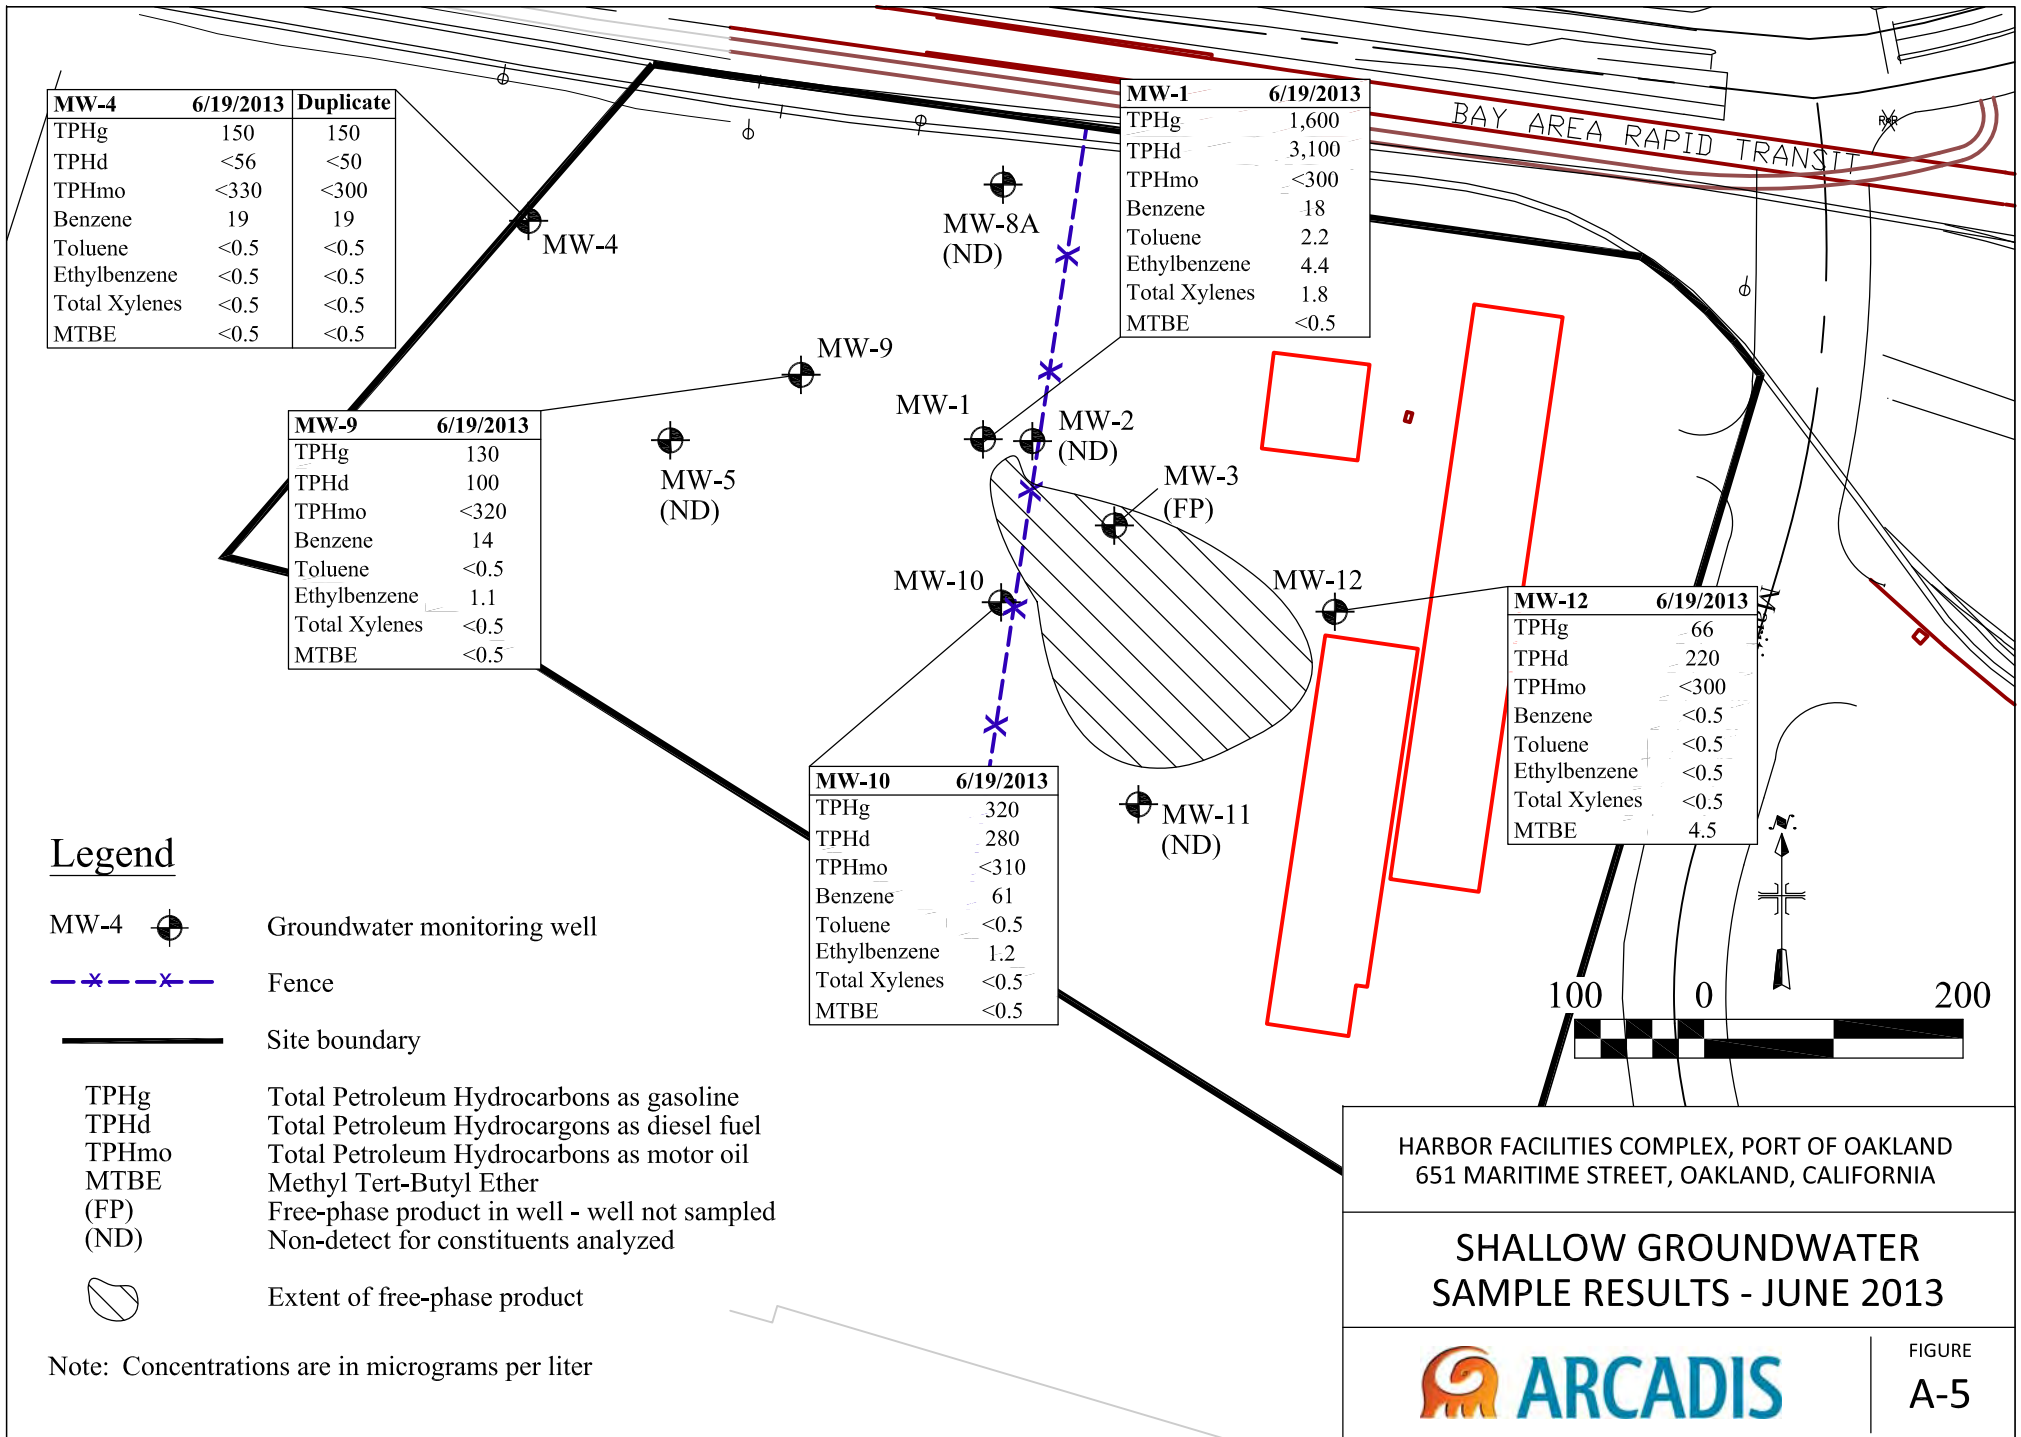 MW-4 6/19/2013 Duplicate
TPHg 150 150
TPHd <56 <50
TPHmo <330 <300
Benzene 19 19
Toluene <0.5 <0.5
Ethylbenzene <0.5 <0.5
Total Xylenes <0.5 <0.5
MTBE <0.5 <0.5
MW-1 6/19/2013
TPHg 1,600
TPHd 3,100
TPHmo <300
Benzene 18
Toluene 2.2
Ethylbenzene 4.4
Total Xylenes 1.8
MTBE <0.5
BAY AREA RAPID TRANSIT
MW-4
MW-8A
(ND)
MW-9
MW-1
MW-2
(ND)
MW-5
(ND)
MW-3
(FP)
MW-10
MW-12
MW-11
(ND)
MW-9 6/19/2013
TPHg 130
TPHd 100
TPHmo <320
Benzene 14
Toluene <0.5
Ethylbenzene 1.1
Total Xylenes <0.5
MTBE <0.5
MW-12 6/19/2013
TPHg 66
TPHd 220
TPHmo <300
Benzene <0.5
Toluene <0.5
Ethylbenzene <0.5
Total Xylenes <0.5
MTBE 4.5
MW-10 6/19/2013
TPHg 320
TPHd 280
TPHmo <310
Benzene 61
Toluene <0.5
Ethylbenzene 1.2
Total Xylenes <0.5
MTBE <0.5
Legend
MW-4 Groundwater monitoring well
Fence
Site boundary
TPHg Total Petroleum Hydrocarbons as gasoline
TPHd Total Petroleum Hydrocargons as diesel fuel
TPHmo Total Petroleum Hydrocarbons as motor oil
MTBE Methyl Tert-Butyl Ether
(FP) Free-phase product in well - well not sampled
(ND) Non-detect for constituents analyzed
Extent of free-phase product
Note: Concentrations are in micrograms per liter
N
100 0 200
HARBOR FACILITIES COMPLEX, PORT OF OAKLAND
651 MARITIME STREET, OAKLAND, CALIFORNIA
SHALLOW GROUNDWATER
SAMPLE RESULTS - JUNE 2013
ARCADIS
FIGURE
A-5